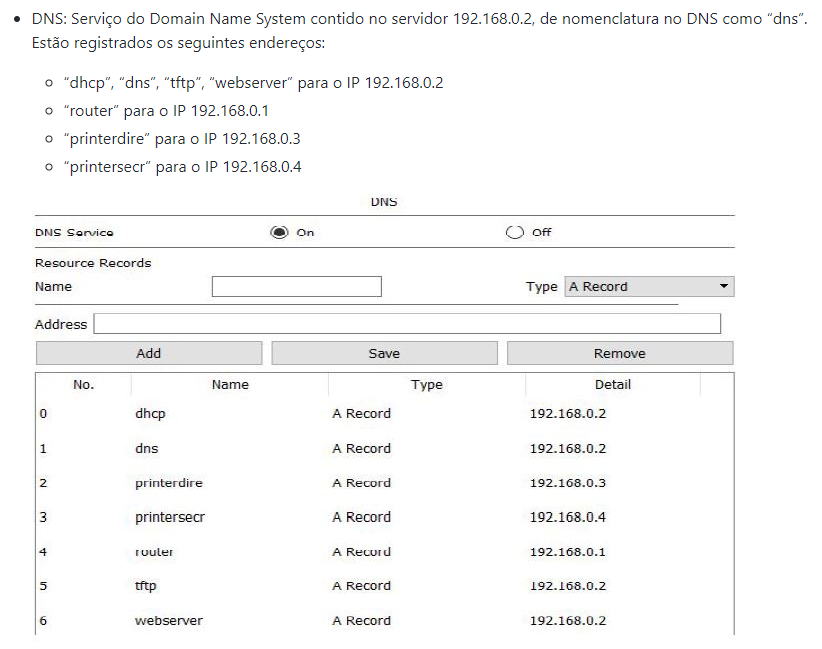 DNS: Serviço do Domain Name System contido no servidor 192.168.0.2, de nomenclatura no DNS como “dns”.
Estão registrados os seguintes endereços:
“dhcp”, “dns”, “tftp”, “webserver” para o IP 192.168.0.2
“router” para o IP 192.168.0.1
“printerdire” para o IP 192.168.0.3
“printersecr” para o IP 192.168.0.4
DNS
DNS Service On Off
Resource Records
Name Type A Record
Address
Add Save Remove
No. Name Type Detail
0 dhcp A Record 192.168.0.2
1 dns A Record 192.168.0.2
2 printerdire A Record 192.168.0.3
3 printersecr A Record 192.168.0.4
4 router A Record 192.168.0.1
5 tftp A Record 192.168.0.2
6 webserver A Record 192.168.0.2